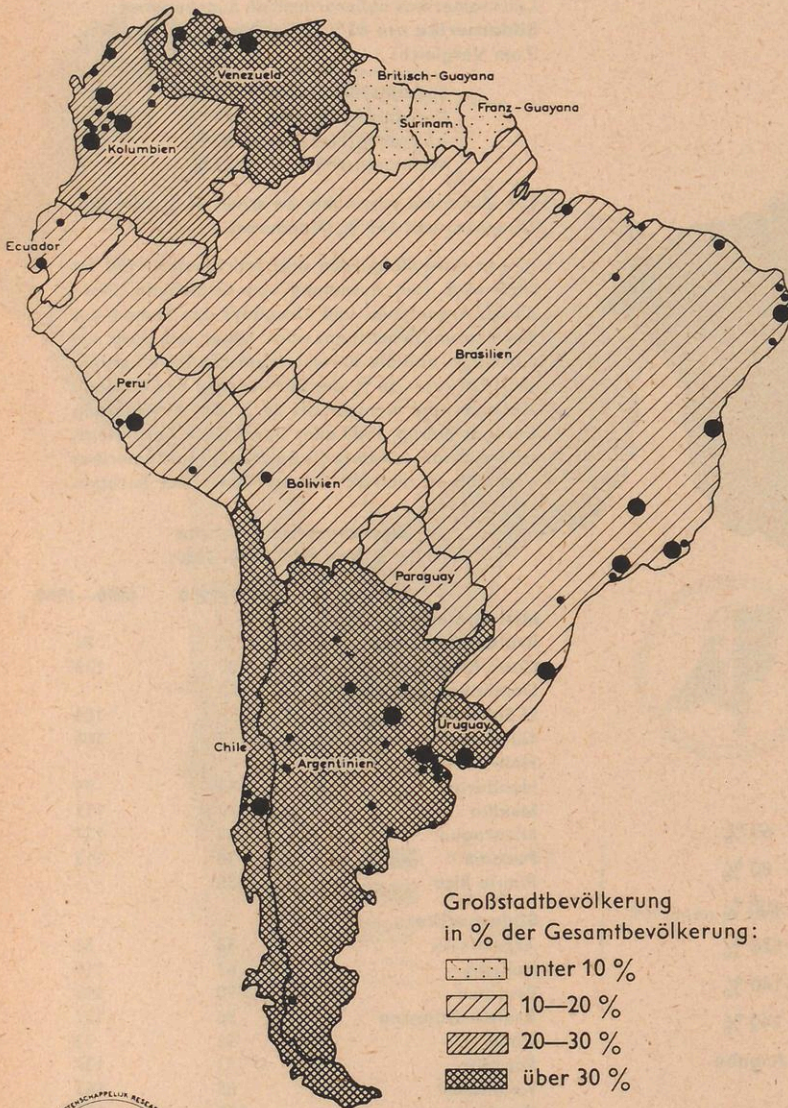 Venezuela
Britisch-Guayana
Franz-Guayana
Surinam
Kolumbien
Ecuador
Brasilien
Peru
Bolivien
Paraguay
Uruguay
Chile
Argentinien
Großstadtbevölkerung
in % der Gesamtbevölkerung:
unter 10 %
10—20 %
20—30 %
über 30 %